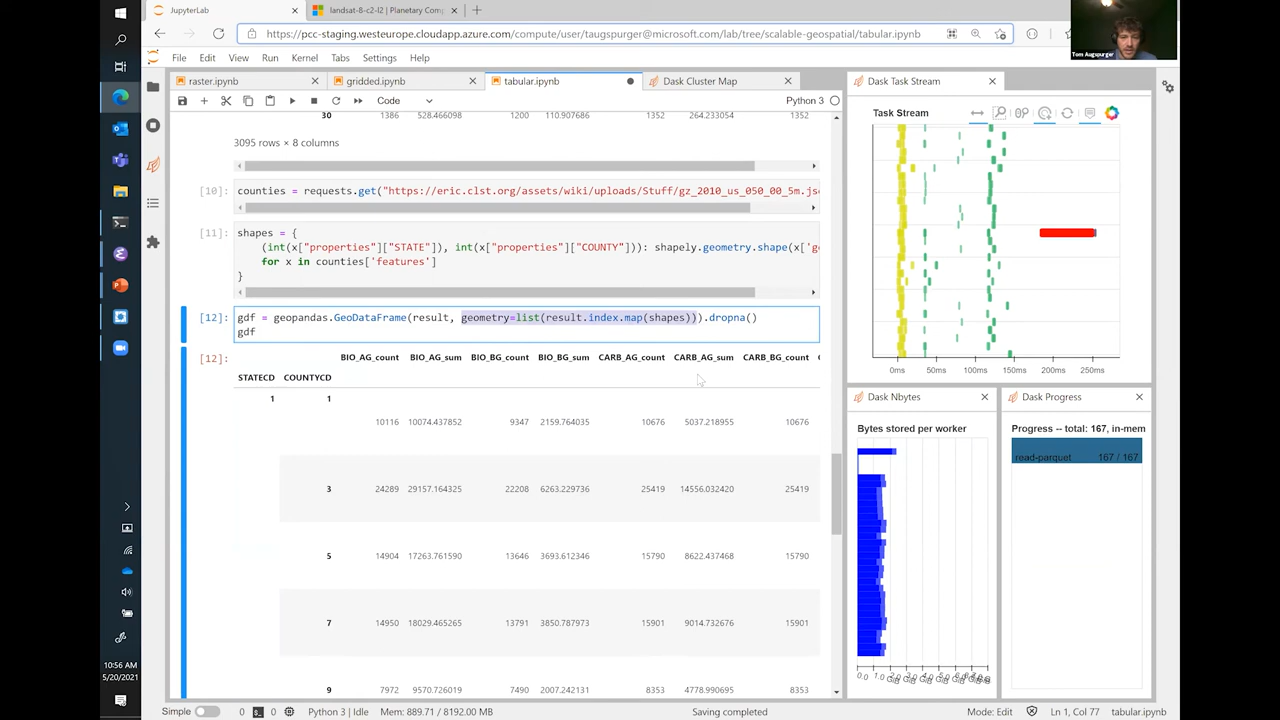 JupyterLab
landsat-8-c2-l2 | Planetary Comp
https://pcc-staging.westeurope.cloudapp.azure.com/compute/user/taugspurger@microsoft.com/lab/tree/scalable-geospatial/tabular.ipynb
Tom Augspurger
File Edit View Run Kernel Tabs Settings Help
raster.ipynb
gridded.ipynb
tabular.ipynb
Dask Cluster Map
Dask Task Stream
Code
Python 3
30 528.466098 1200 110.907686 1352 264.233098 1352
3095 rows × 8 columns
[10]: counties = requests.get("https://eric.clst.org/assets/wiki/uploads/Stuff/gz_2010_us_050_00_5m.js
[11]: shapes = {
(int(x["properties"]["STATE"]), int(x["properties"]["COUNTY"])): shapely.geometry.shape(x['g
for x in counties['features']
}
[12]: gdf = geopandas.GeoDataFrame(result, geometry=list(result.index.map(shapes))).dropna()
gdf
[12]: BIO_AG_count BIO_AG_sum BIO_BG_count BIO_BG_sum CARB_AG_count CARB_AG_sum CARB_BG_count
STATECD COUNTYCD
1 1
10116 10074.437852 9347 2159.764035 10676 5037.218955 10676
3 24289 29157.164325 22208 6263.229736 25419 14556.032420 25419
5 14904 17263.761590 13646 3693.612346 15790 8622.437468 15790
7 14950 18029.465265 13791 3850.787973 15901 9014.732676 15901
9 7972 9570.726019 7490 2007.242131 8353 4778.990695 8353
Task Stream
0ms 50ms 100ms 150ms 200ms 250ms
Dask Nbytes
Bytes stored per worker
Dask Progress
Progress -- total: 167, in-mem
read-parquet 167 / 167
10:56 AM
5/20/2021
Simple 0 0 Python 3 | Idle Mem: 889.71 / 8192.00 MB Saving completed Mode: Edit Ln 1, Col 77 tabular.ipynb